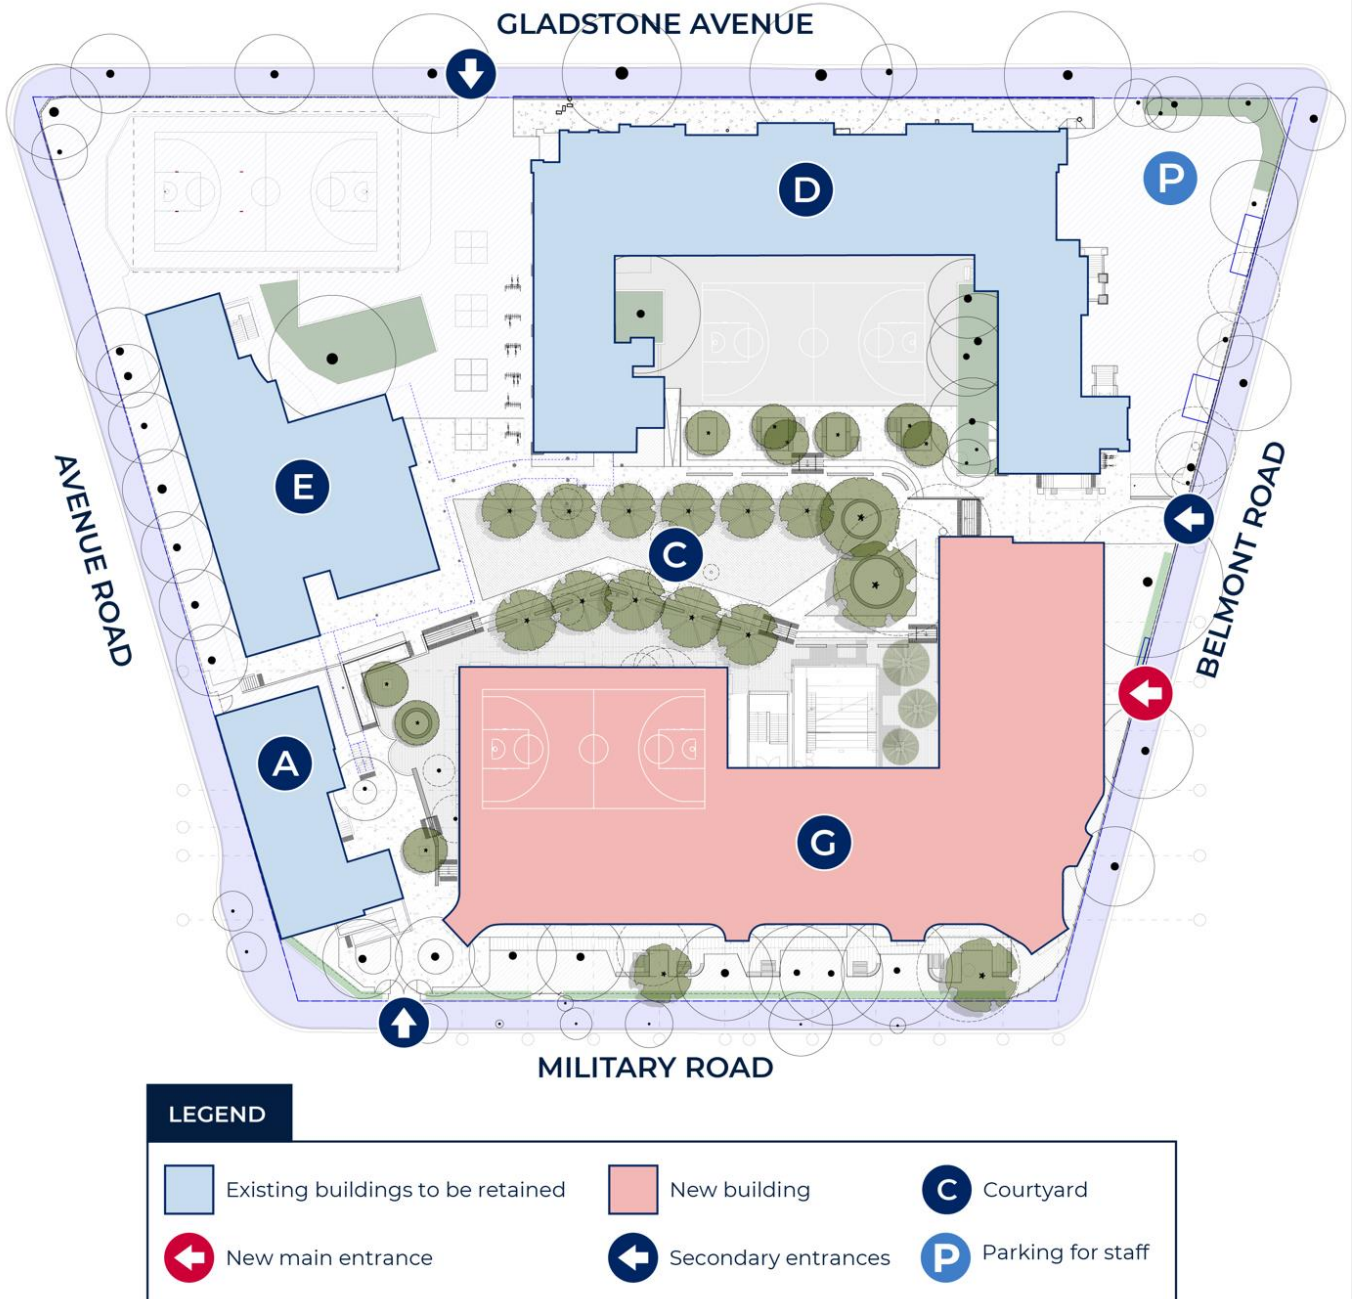 GLADSTONE AVENUE
D
P
E
AVENUE ROAD
C
BELMONT ROAD
A
G
MILITARY ROAD
LEGEND
Existing buildings to be retained
New building
C Courtyard
New main entrance
Secondary entrances
P Parking for staff